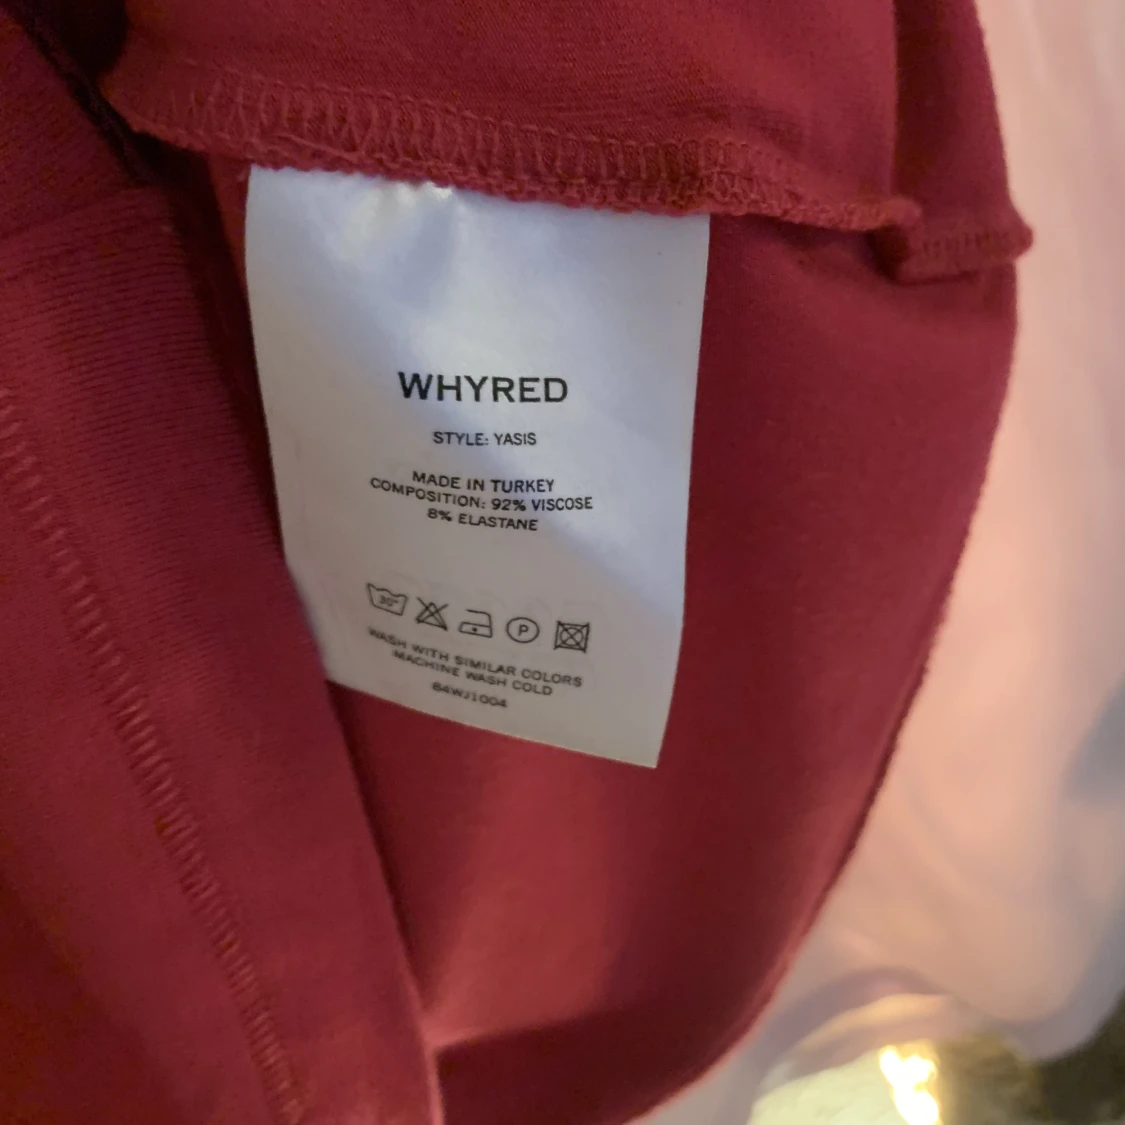 WHYRED
STYLE: YASIS
MADE IN TURKEY
COMPOSITION: 92% VISCOSE
8% ELASTANE
30° P
WASH WITH SIMILAR COLORS
MACHINE WASH COLD
84WJ1004